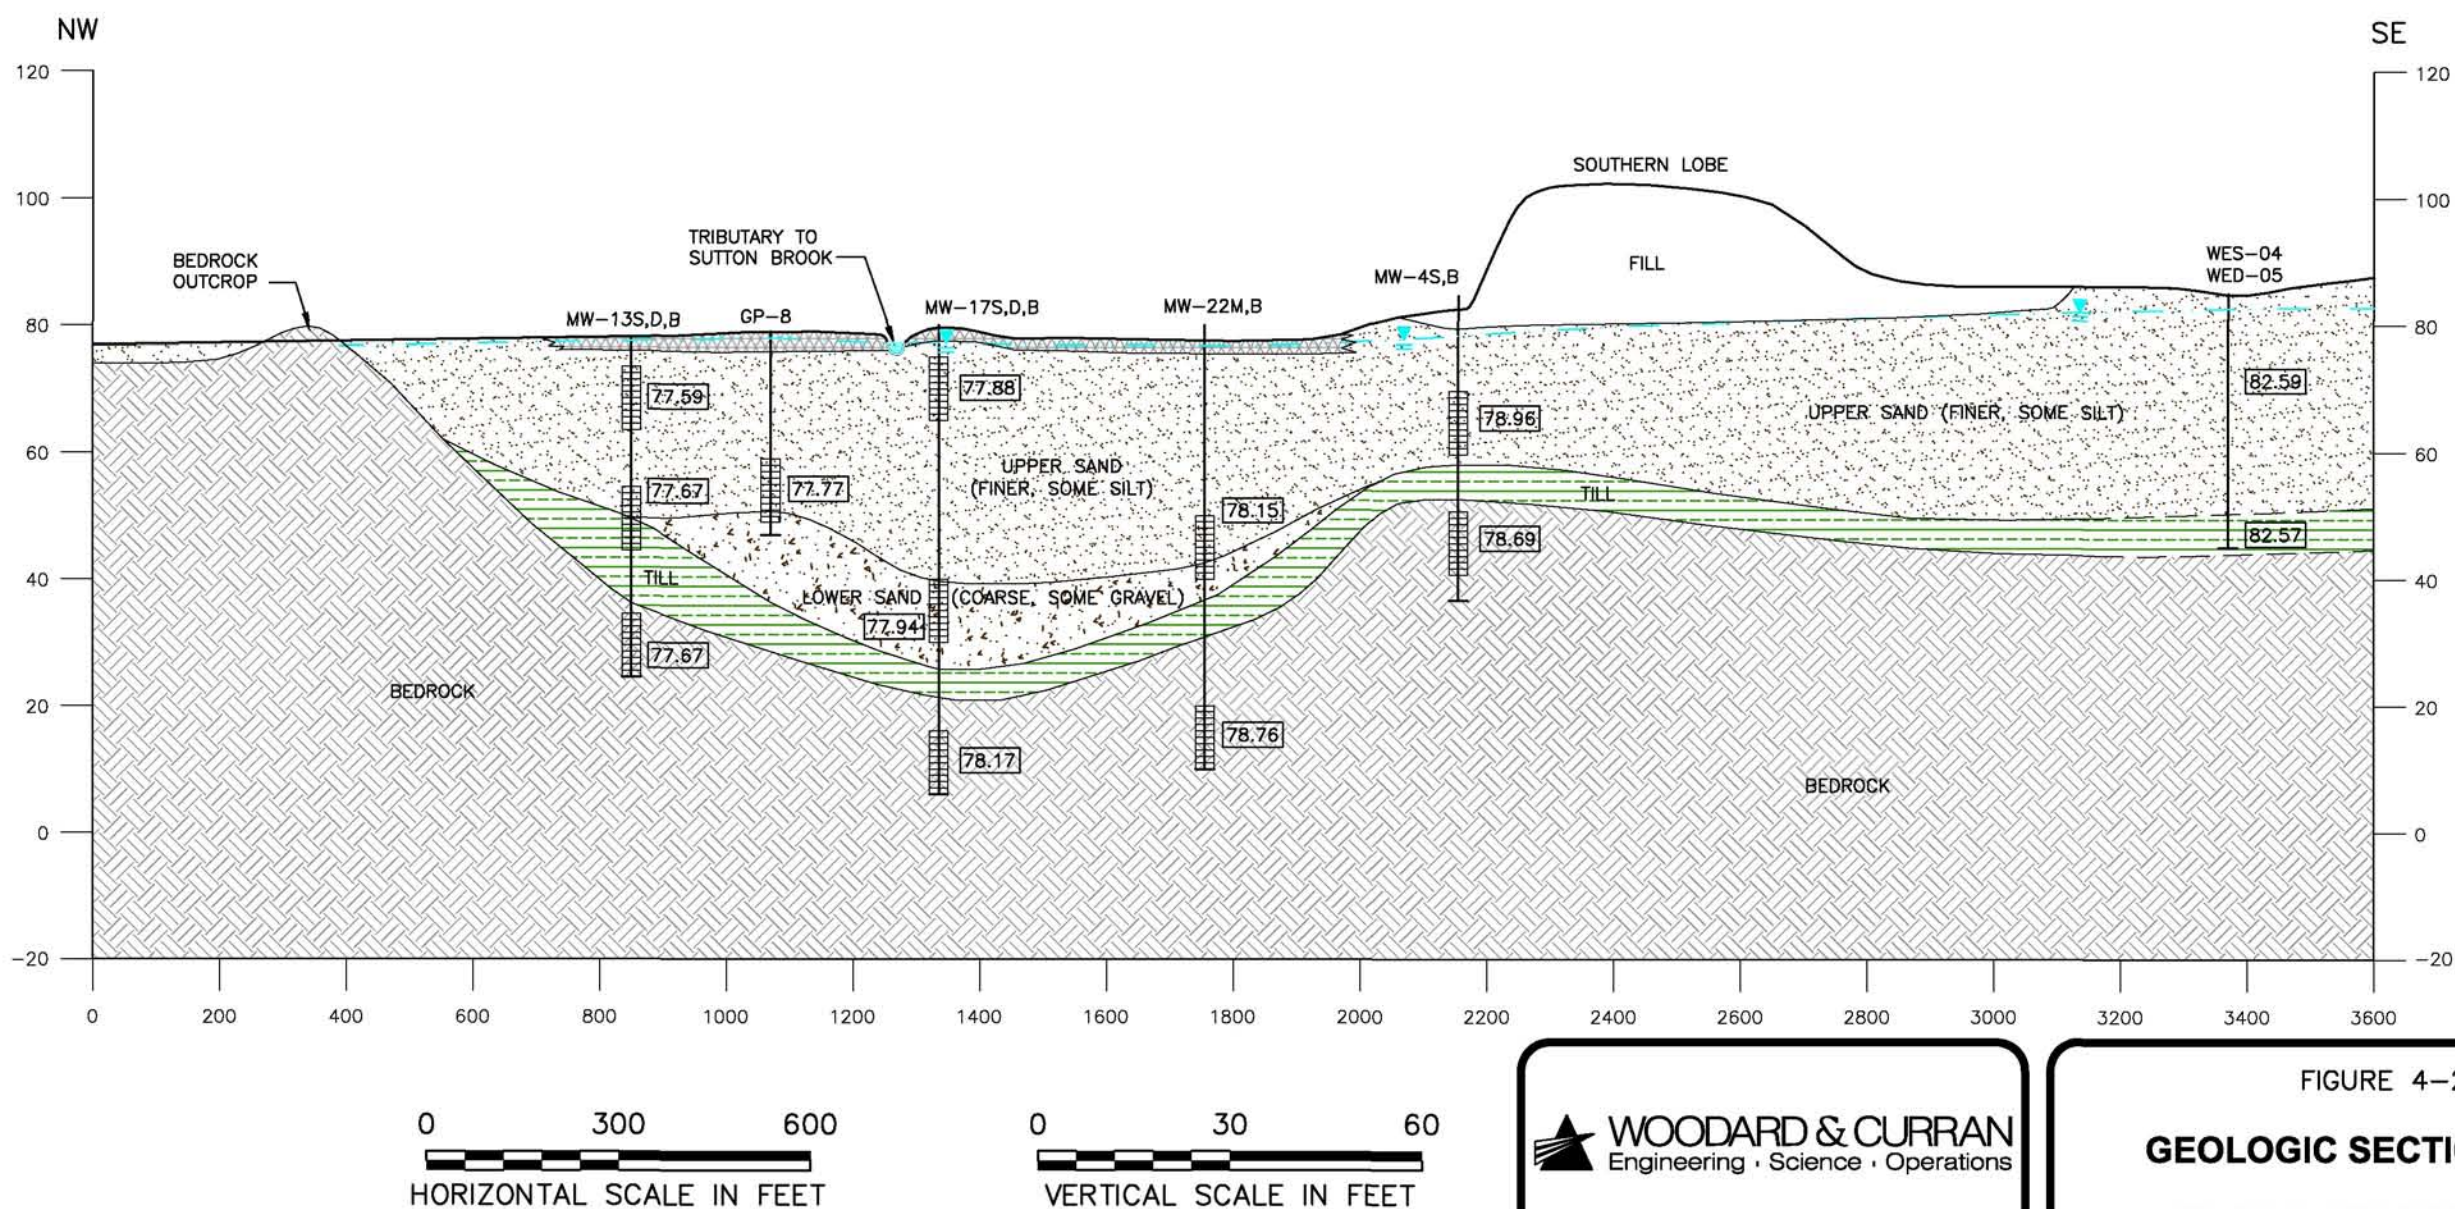 NW
SE
120
100
80
60
40
20
0
-20
120
100
80
60
40
20
0
-20
BEDROCK
OUTCROP
TRIBUTARY TO
SUTTON BROOK
MW-13S,D,B
GP-8
MW-17S,D,B
MW-22M,B
MW-4S,B
SOUTHERN LOBE
FILL
WES-04
WED-05
77.59
77.67
77.67
77.77
77.88
77.94
78.17
78.15
78.76
78.96
78.69
82.59
82.57
UPPER SAND
(FINER, SOME SILT)
UPPER SAND (FINER, SOME SILT)
TILL
LOWER SAND (COARSE, SOME GRAVEL)
TILL
BEDROCK
BEDROCK
0 200 400 600 800 1000 1200 1400 1600 1800 2000 2200 2400 2600 2800 3000 3200 3400 3600
0 300 600
HORIZONTAL SCALE IN FEET
0 30 60
VERTICAL SCALE IN FEET
WOODARD & CURRAN
Engineering · Science · Operations
FIGURE 4-
GEOLOGIC